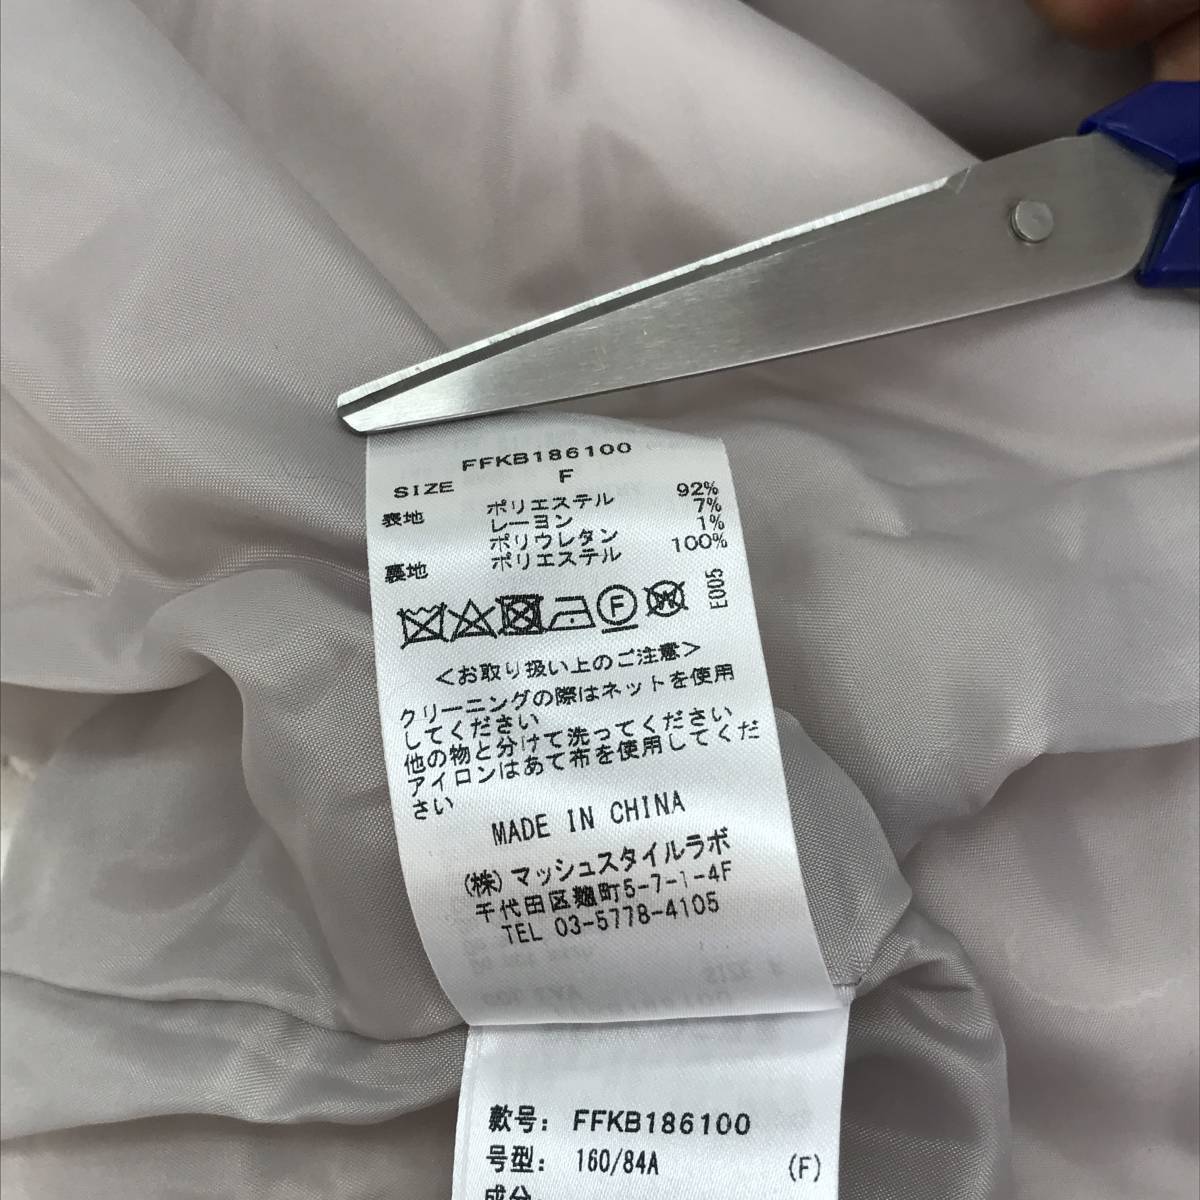 FFKB186100
SIZE F
表地 ポリエステル 92%
レーヨン 7%
ポリウレタン 1%
裏地 ポリエステル 100%
F W E005
<お取り扱い上のご注意>
クリーニングの際はネットを使用
してください
他の物と分けて洗ってください
アイロンはあて布を使用してくだ
さい
MADE IN CHINA
(株)マッシュスタイルラボ
千代田区麹町5-7-1-4F
TEL 03-5778-4105
款号: FFKB186100
号型: 160/84A (F)
成分